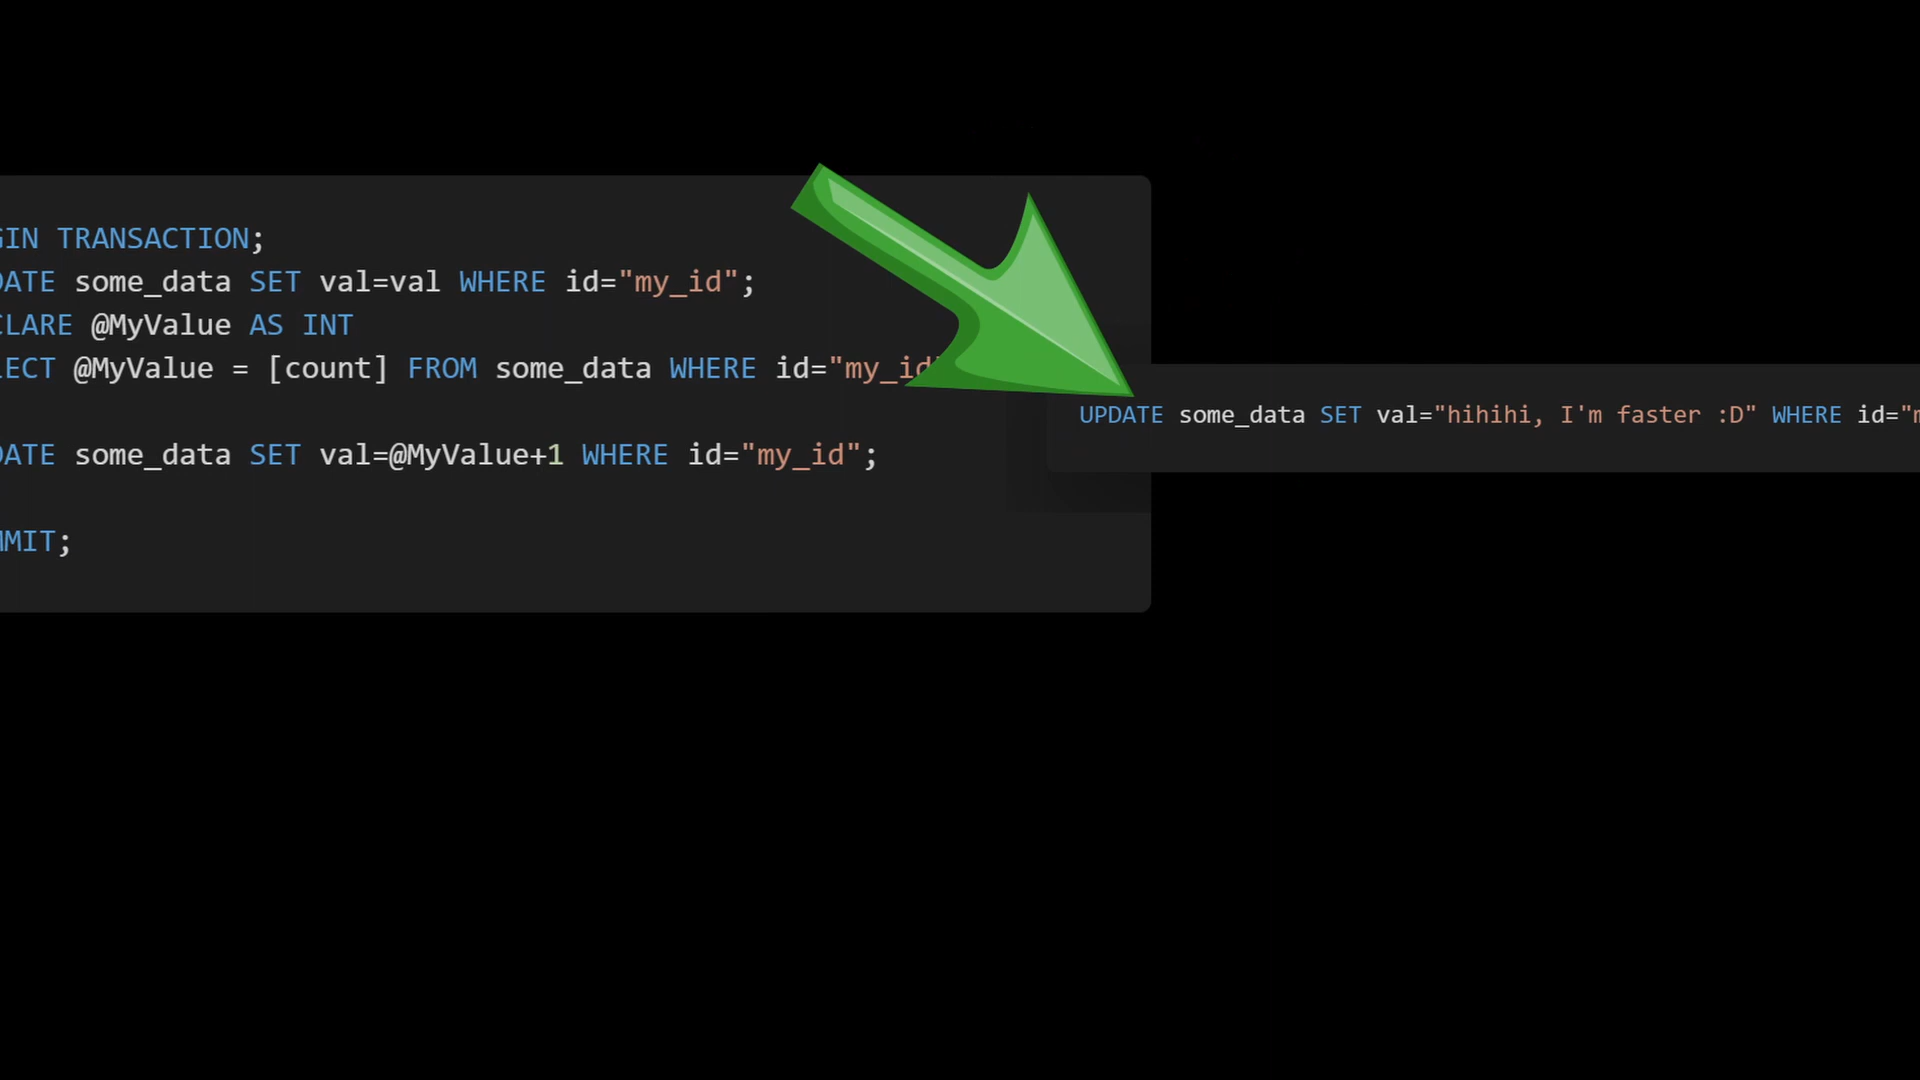 GIN TRANSACTION;
DATE some_data SET val=val WHERE id="my_id";
CLARE @MyValue AS INT
LECT @MyValue = [count] FROM some_data WHERE id="my_id"
UPDATE some_data SET val="hihihi, I'm faster :D" WHERE id="m
DATE some_data SET val=@MyValue+1 WHERE id="my_id";
MMIT;